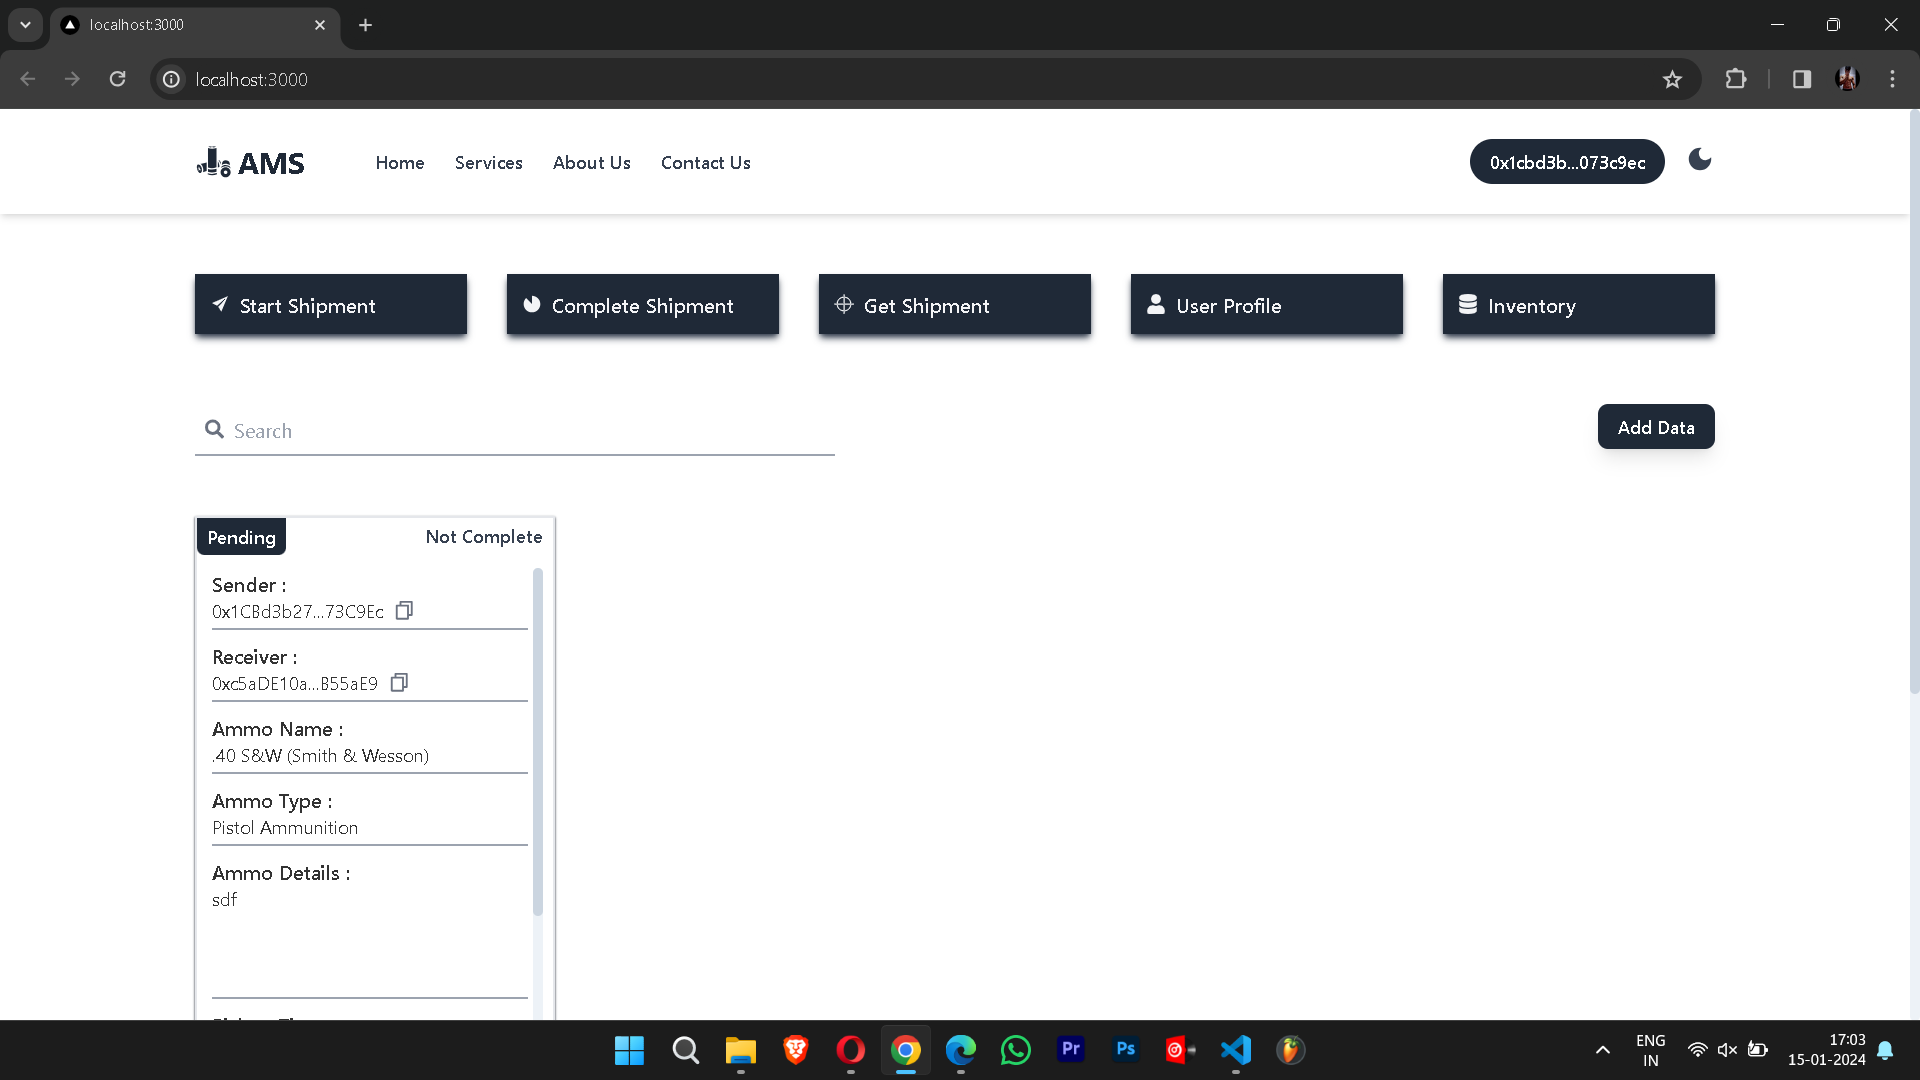 localhost:3000
localhost:3000
AMS
Home Services About Us Contact Us
0x1cbd3b...073c9ec
Start Shipment
Complete Shipment
Get Shipment
User Profile
Inventory
Search
Add Data
Pending
Not Complete
Sender :
0x1CBd3b27...73C9Ec
Receiver :
0xc5aDE10a...B55aE9
Ammo Name :
.40 S&W (Smith & Wesson)
Ammo Type :
Pistol Ammunition
Ammo Details :
sdf
Pr
Ps
ENG
IN
17:03
15-01-2024